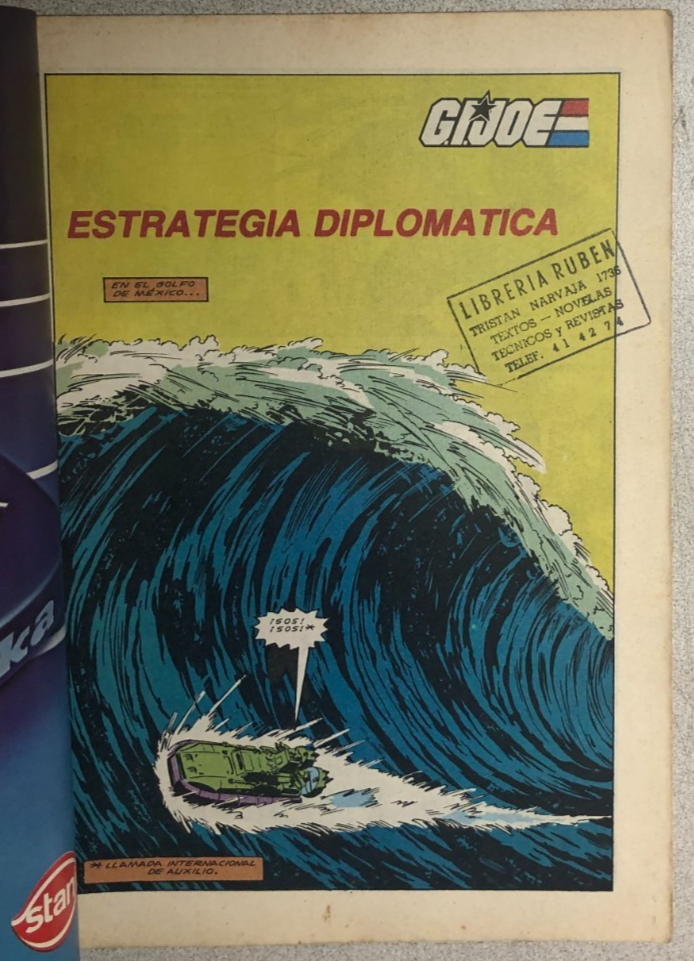 G.I.JOE
ESTRATEGIA DIPLOMATICA
EN EL GOLFO
DE MÉXICO...
LIBRERIA RUBEN
TRISTAN NARVAJA 1736
TEXTOS — NOVELAS
TECNICOS y REVISTAS
TELEF. 41 42 74
¡SOS!
¡SOS!*
* LLAMADA INTERNACIONAL
DE AUXILIO.
ka
star